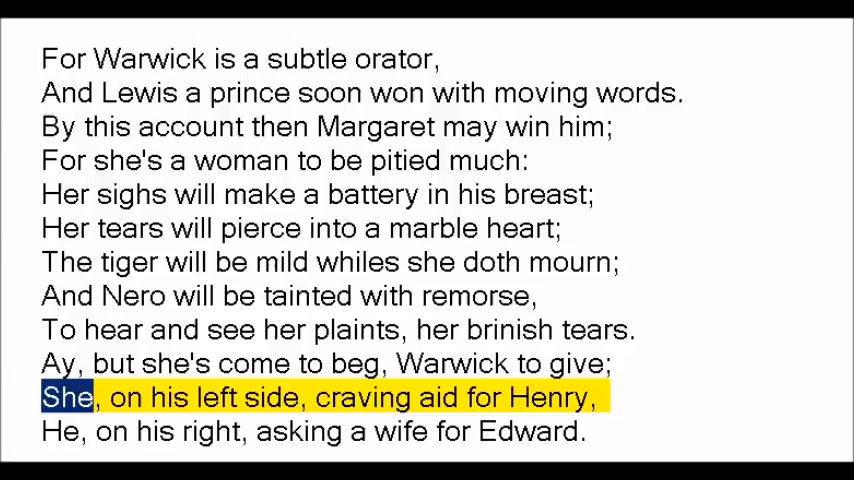 For Warwick is a subtle orator,
And Lewis a prince soon won with moving words.
By this account then Margaret may win him;
For she's a woman to be pitied much:
Her sighs will make a battery in his breast;
Her tears will pierce into a marble heart;
The tiger will be mild whiles she doth mourn;
And Nero will be tainted with remorse,
To hear and see her plaints, her brinish tears.
Ay, but she's come to beg, Warwick to give;
She, on his left side, craving aid for Henry,
He, on his right, asking a wife for Edward.